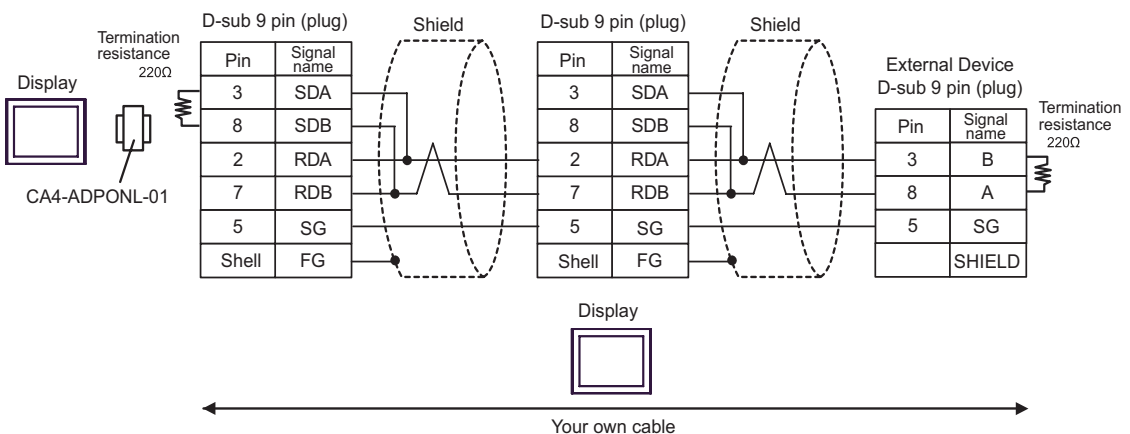 D-sub 9 pin (plug)
Shield
D-sub 9 pin (plug)
Shield
Termination
resistance
220Ω
Display
CA4-ADPONL-01
Pin Signal name
3 SDA
8 SDB
2 RDA
7 RDB
5 SG
Shell FG
Pin Signal name
3 SDA
8 SDB
2 RDA
7 RDB
5 SG
Shell FG
External Device
D-sub 9 pin (plug)
Pin Signal name
3 B
8 A
5 SG
SHIELD
Termination
resistance
220Ω
Display
Your own cable